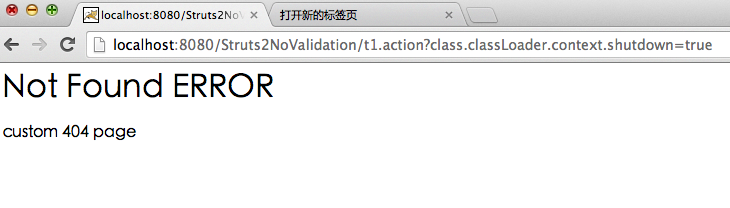 localhost:8080/Struts2NoV
打开新的标签页
localhost:8080/Struts2NoValidation/t1.action?class.classLoader.context.shutdown=true
Not Found ERROR
custom 404 page